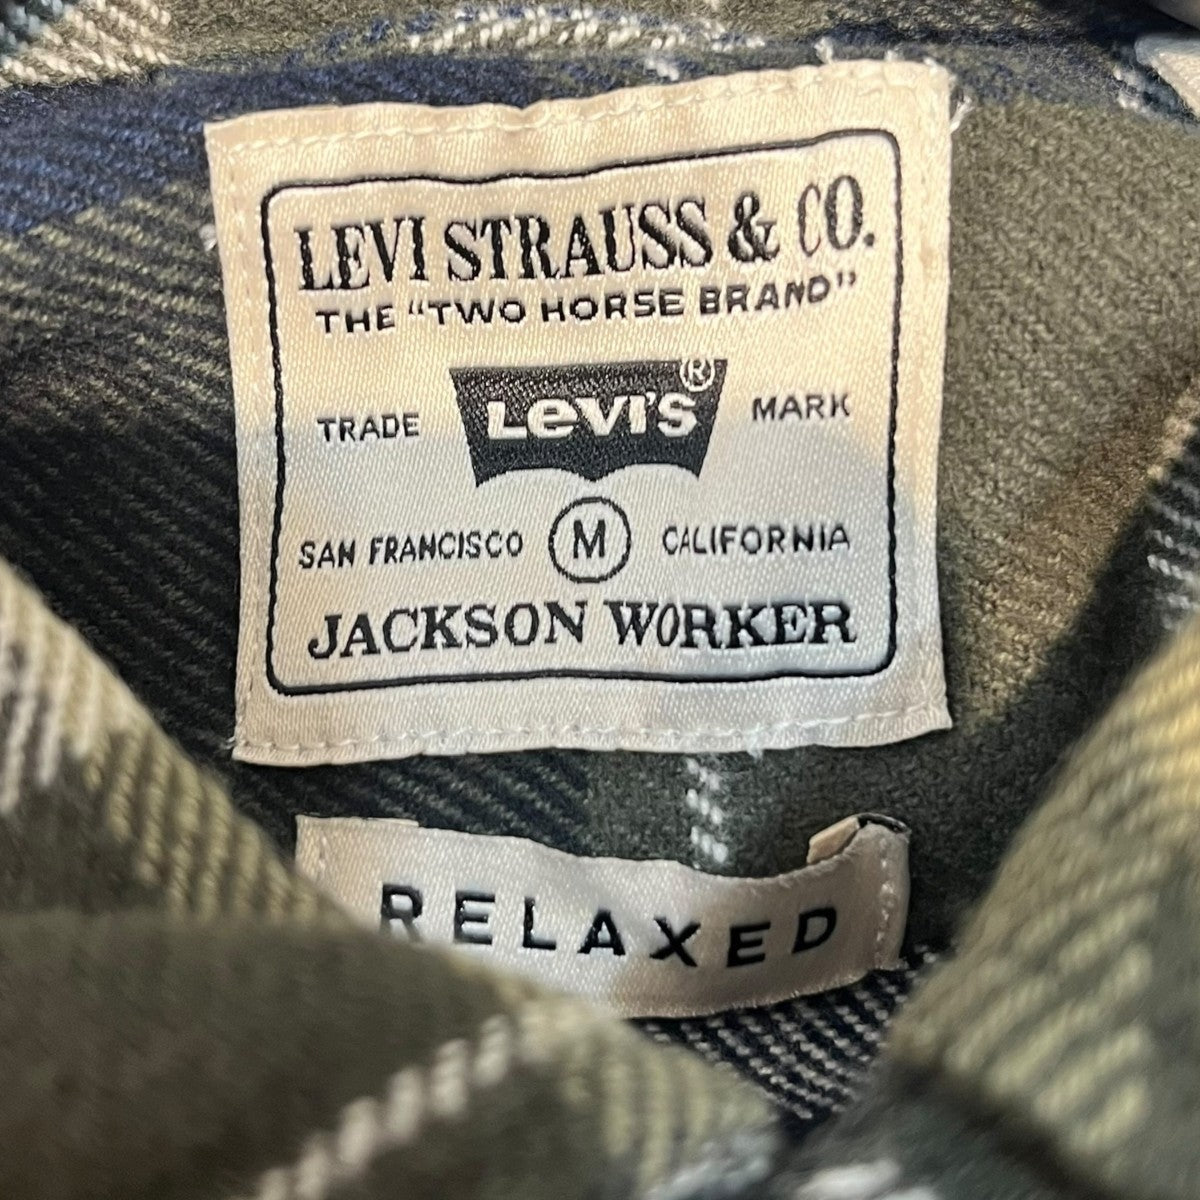 LEVI STRAUSS & CO.
THE "TWO HORSE BRAND"
TRADE Levi's® MARK
SAN FRANCISCO M CALIFORNIA
JACKSON WORKER
RELAXED